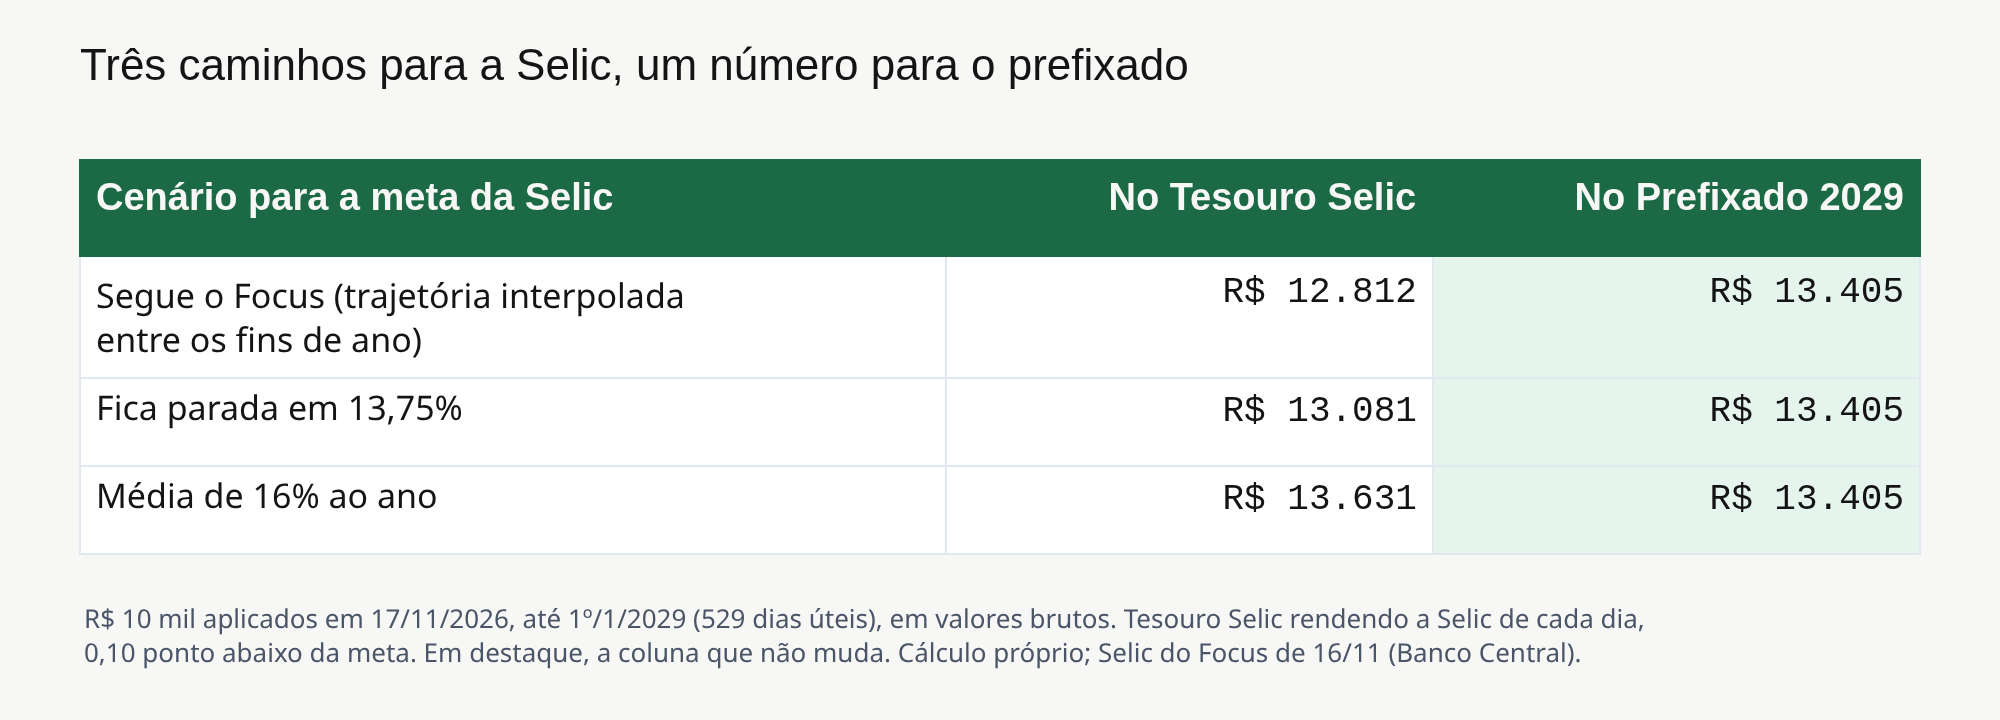 Três caminhos para a Selic, um número para o prefixado
Cenário para a meta da Selic No Tesouro Selic No Prefixado 2029
Segue o Focus (trajetória interpolada
entre os fins de ano) R$ 12.812 R$ 13.405
Fica parada em 13,75% R$ 13.081 R$ 13.405
Média de 16% ao ano R$ 13.631 R$ 13.405
R$ 10 mil aplicados em 17/11/2026, até 1º/1/2029 (529 dias úteis), em valores brutos. Tesouro Selic rendendo a Selic de cada dia,
0,10 ponto abaixo da meta. Em destaque, a coluna que não muda. Cálculo próprio; Selic do Focus de 16/11 (Banco Central).